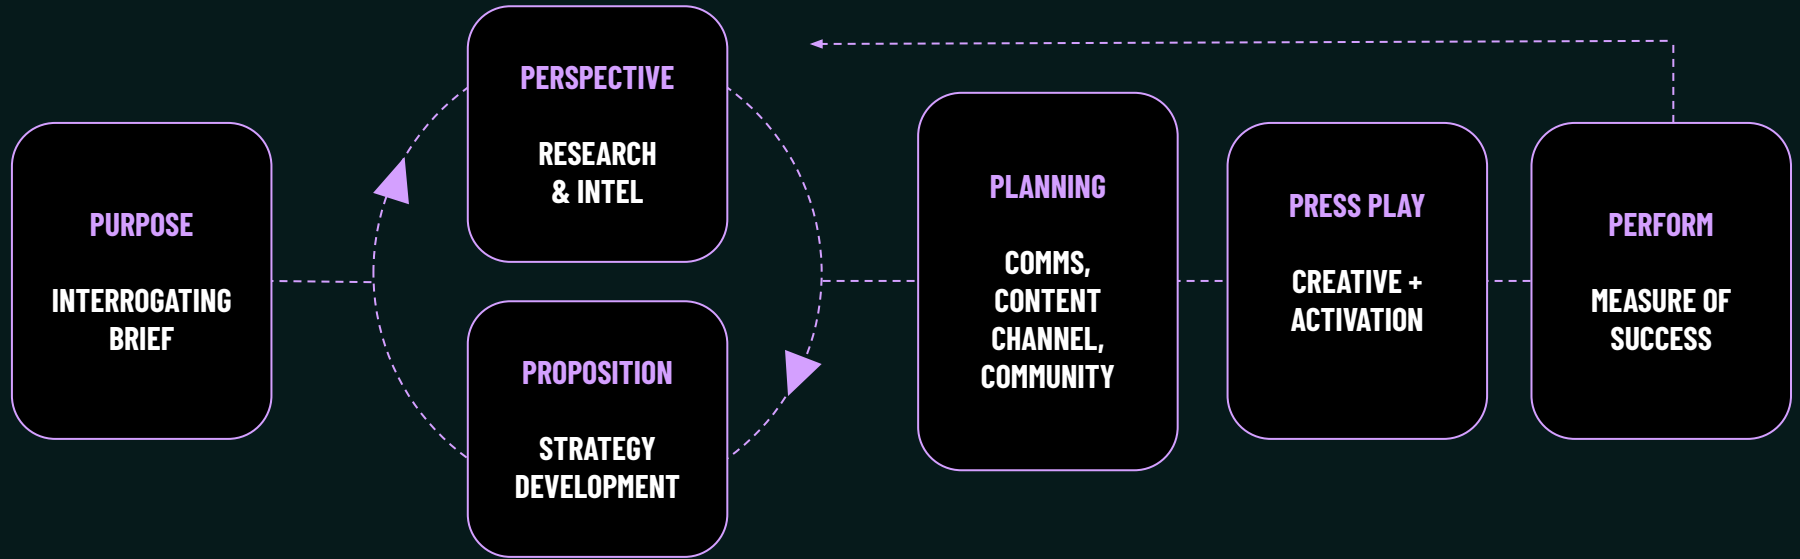 PURPOSE
INTERROGATING
BRIEF
PERSPECTIVE
RESEARCH
& INTEL
PROPOSITION
STRATEGY
DEVELOPMENT
PLANNING
COMMS,
CONTENT
CHANNEL,
COMMUNITY
PRESS PLAY
CREATIVE +
ACTIVATION
PERFORM
MEASURE OF
SUCCESS